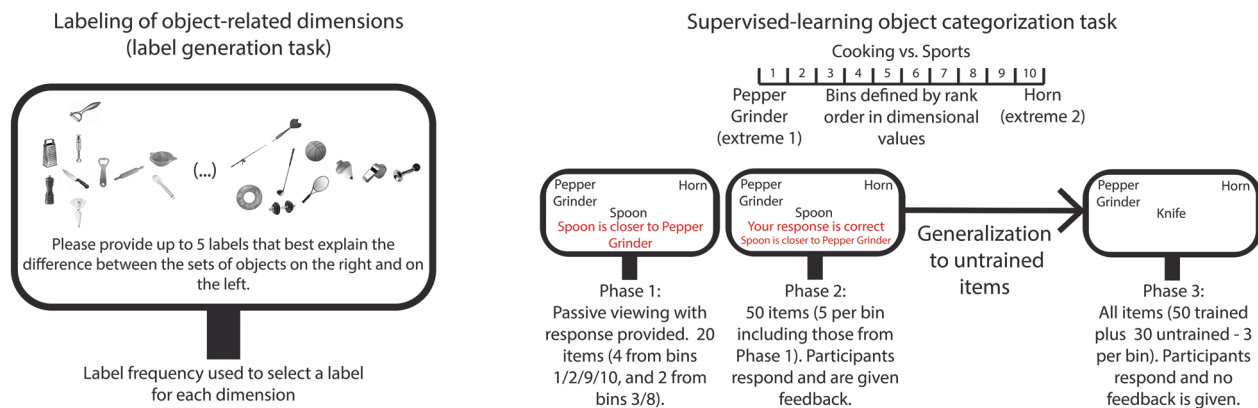 Labeling of object-related dimensions
(label generation task)
(...)
Please provide up to 5 labels that best explain the
difference between the sets of objects on the right and on
the left.
Label frequency used to select a label
for each dimension
Supervised-learning object categorization task
Cooking vs. Sports
1 2 3 4 5 6 7 8 9 10
Pepper
Grinder
(extreme 1)
Bins defined by rank
order in dimensional
values
Horn
(extreme 2)
Pepper
Grinder
Horn
Spoon
Spoon is closer to Pepper
Grinder
Phase 1:
Passive viewing with
response provided. 20
items (4 from bins
1/2/9/10, and 2 from
bins 3/8).
Pepper
Grinder
Horn
Spoon
Your response is correct
Spoon is closer to Pepper Grinder
Phase 2:
50 items (5 per bin
including those from
Phase 1). Participants
respond and are given
feedback.
Generalization
to untrained
items
Pepper
Grinder
Horn
Knife
Phase 3:
All items (50 trained
plus 30 untrained - 3
per bin). Participants
respond and no
feedback is given.